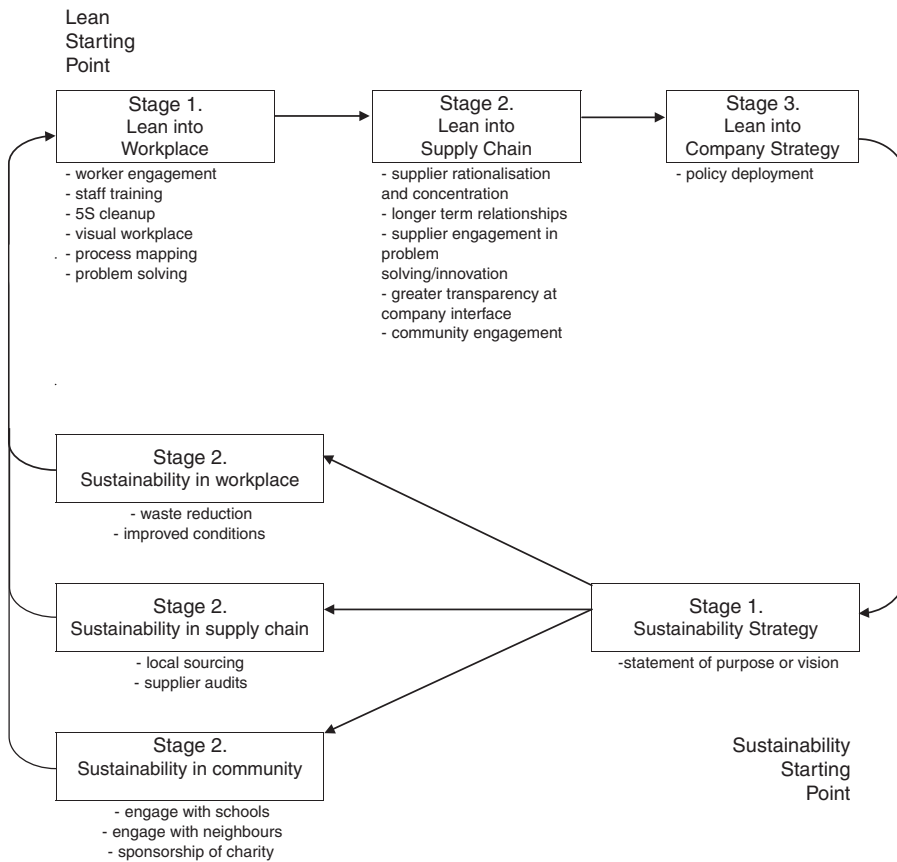 Lean
Starting
Point
Stage 1.
Lean into
Workplace
- worker engagement
- staff training
- 5S cleanup
- visual workplace
- process mapping
- problem solving
Stage 2.
Lean into
Supply Chain
- supplier rationalisation
and concentration
- longer term relationships
- supplier engagement in
problem
solving/innovation
- greater transparency at
company interface
- community engagement
Stage 3.
Lean into
Company Strategy
- policy deployment
Stage 2.
Sustainability in workplace
- waste reduction
- improved conditions
Stage 2.
Sustainability in supply chain
- local sourcing
- supplier audits
Stage 2.
Sustainability in community
- engage with schools
- engage with neighbours
- sponsorship of charity
Stage 1.
Sustainability Strategy
-statement of purpose or vision
Sustainability
Starting
Point